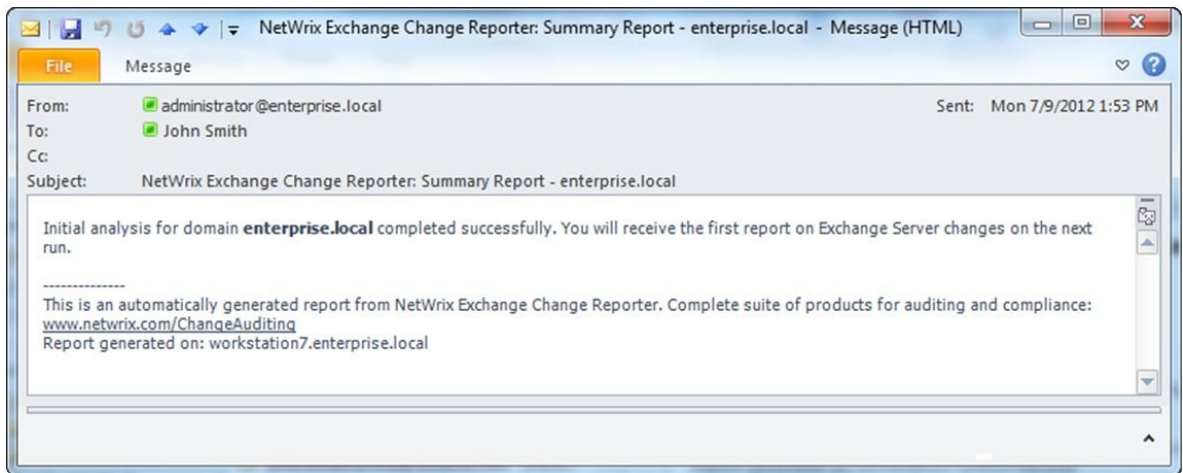 NetWrix Exchange Change Reporter: Summary Report - enterprise.local - Message (HTML)
File Message
From: administrator@enterprise.local Sent: Mon 7/9/2012 1:53 PM
To: John Smith
Cc:
Subject: NetWrix Exchange Change Reporter: Summary Report - enterprise.local
Initial analysis for domain enterprise.local completed successfully. You will receive the first report on Exchange Server changes on the next
run.
--------------
This is an automatically generated report from NetWrix Exchange Change Reporter. Complete suite of products for auditing and compliance:
www.netwrix.com/ChangeAuditing
Report generated on: workstation7.enterprise.local